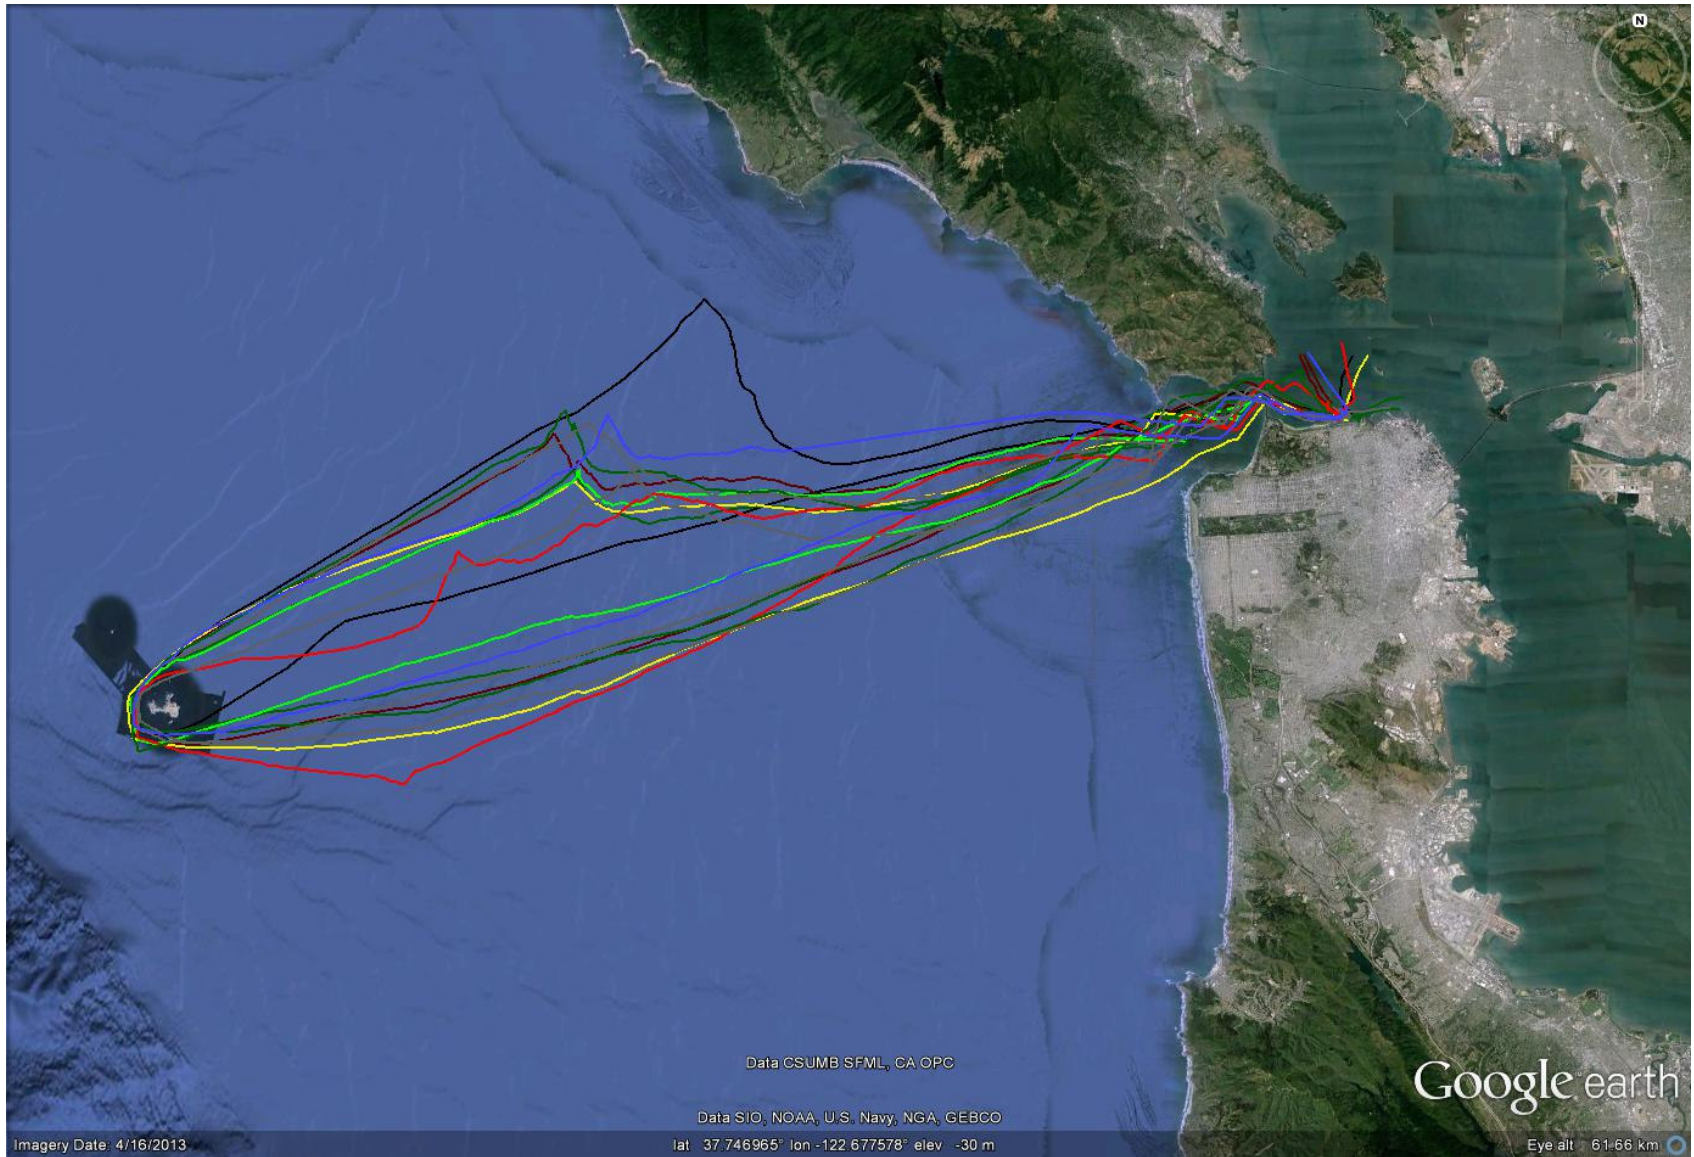 N
Data CSUMB SFML, CA OPC
Google earth
Data SIO, NOAA, U.S. Navy, NGA, GEBCO
Imagery Date: 4/16/2013 lat 37.746965° lon -122.677578° elev -30 m Eye alt 61.66 km